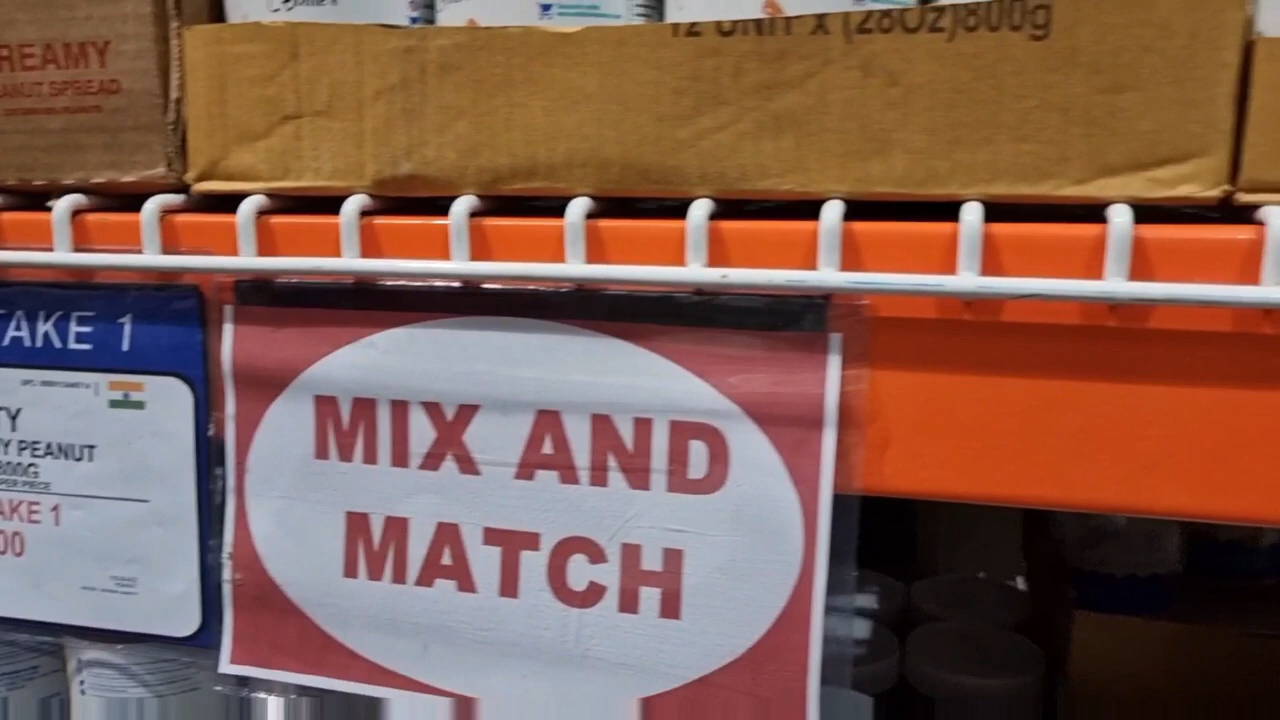 12 UNIT x (28Oz)800g
REAMY
ANUT SPREAD
TAKE 1
TY
Y PEANUT
800G
PER PIECE
AKE 1
00
MIX AND
MATCH